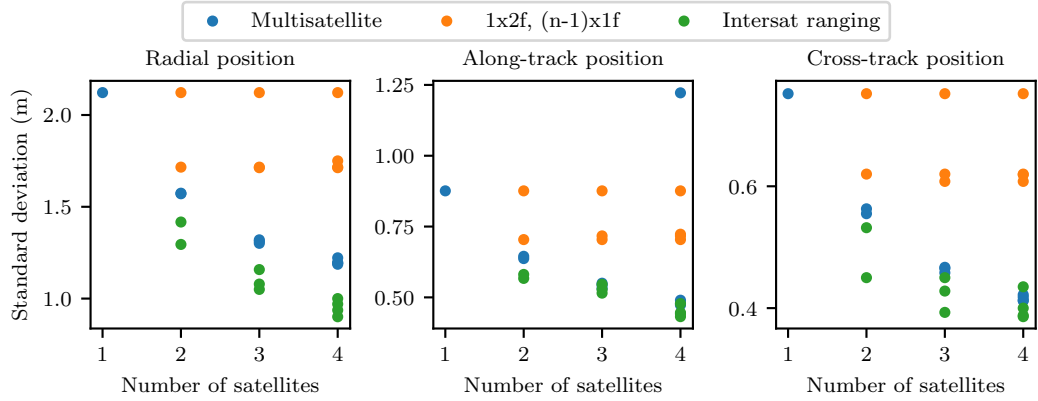 Multisatellite 1x2f, (n-1)x1f Intersat ranging
Radial position Along-track position Cross-track position
Standard deviation (m)
2.0
1.5
1.0
1 2 3 4
Number of satellites
1.25
1.00
0.75
0.50
1 2 3 4
Number of satellites
0.6
0.4
1 2 3 4
Number of satellites